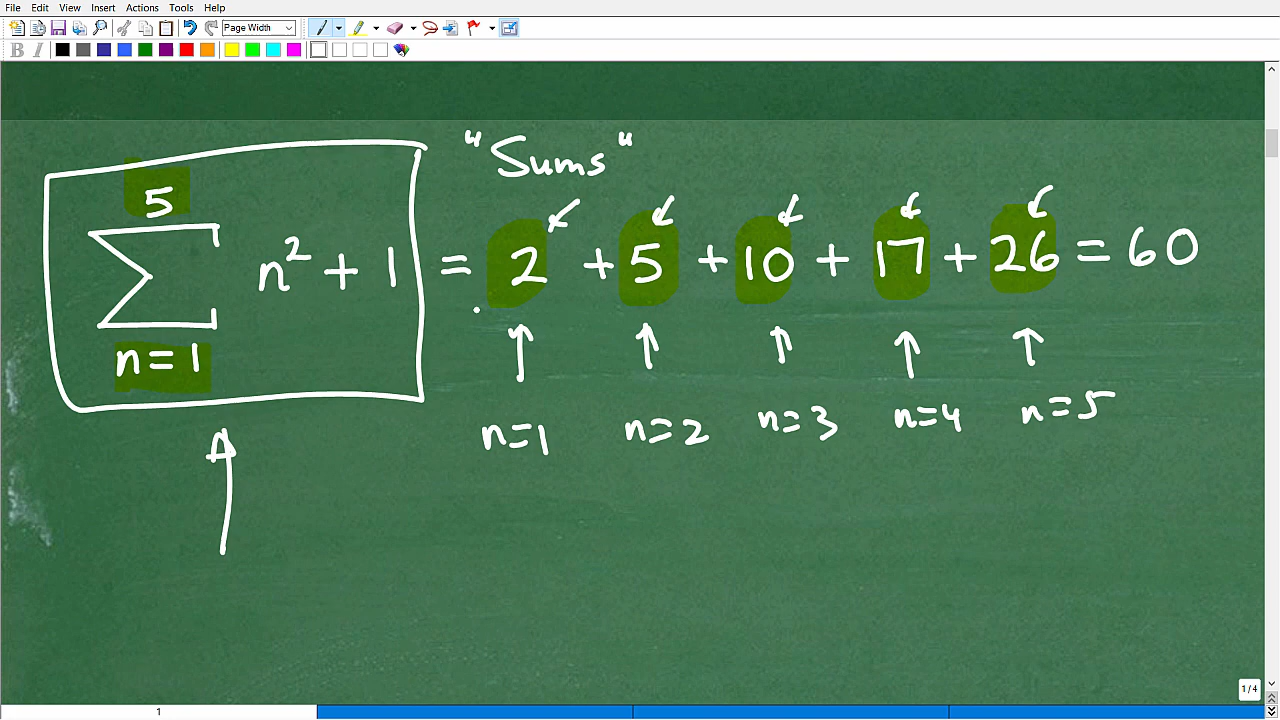 File Edit View Insert Actions Tools Help
Page Width
B I
"Sums"
5
∑ n² + 1 = 2 + 5 + 10 + 17 + 26 = 60
n = 1
n=1 n=2 n=3 n=4 n=5
1/4
1